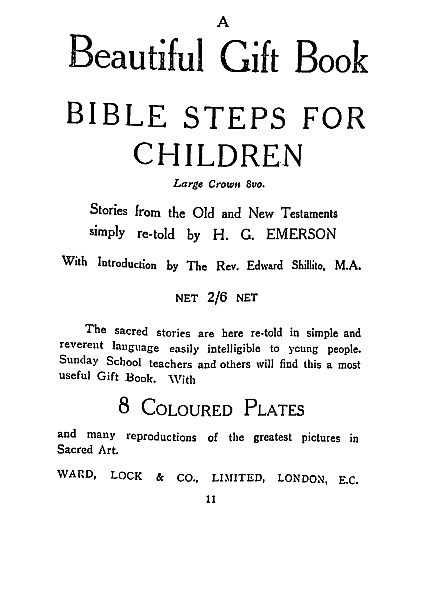 A
Beautiful Gift Book
BIBLE STEPS FOR
CHILDREN
Large Crown 8vo.
Stories from the Old and New Testaments
simply re-told by H. G. EMERSON
With Introduction by The Rev. Edward Shillito, M.A.
NET 2/6 NET
The sacred stories are here re-told in simple and
reverent language easily intelligible to young people.
Sunday School teachers and others will find this a most
useful Gift Book. With
8 COLOURED PLATES
and many reproductions of the greatest pictures in
Sacred Art.
WARD, LOCK & CO., LIMITED, LONDON, E.C.
11